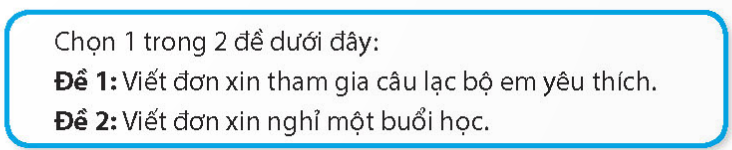 Chọn 1 trong 2 đề dưới đây:
Đề 1: Viết đơn xin tham gia câu lạc bộ em yêu thích.
Đề 2: Viết đơn xin nghỉ một buổi học.